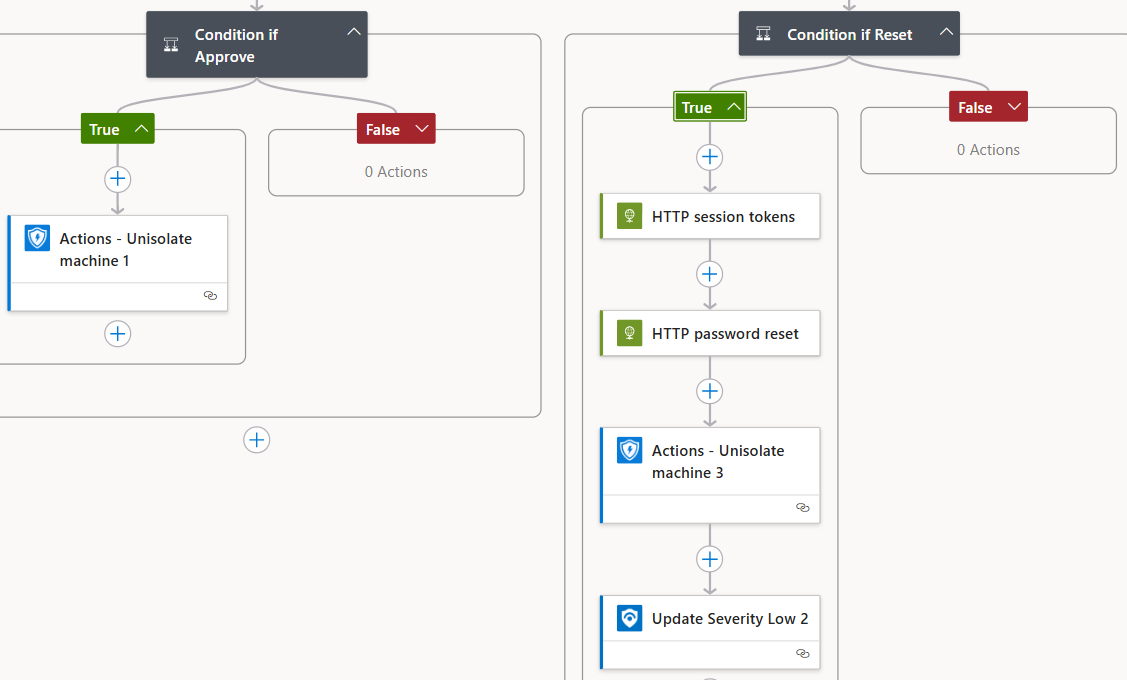 Condition if
Approve
True
False
0 Actions
Actions - Unisolate
machine 1
Condition if Reset
True
False
0 Actions
HTTP session tokens
HTTP password reset
Actions - Unisolate
machine 3
Update Severity Low 2